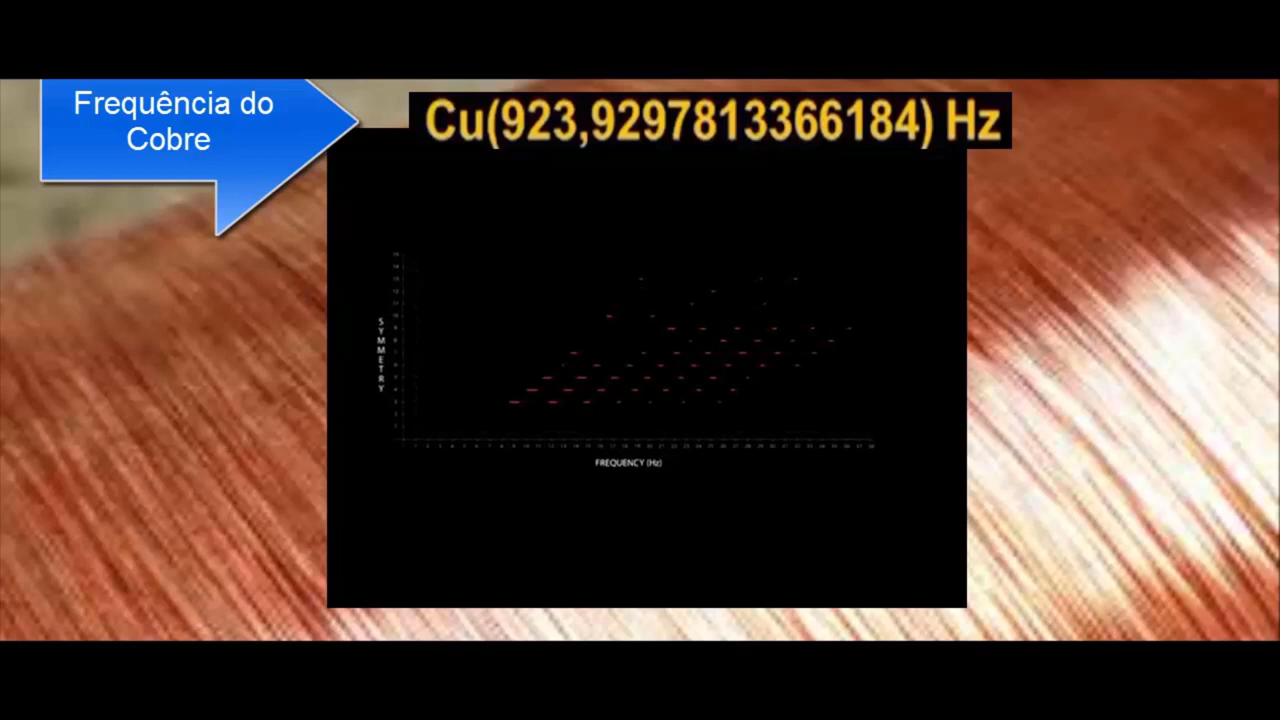 Frequência do
Cobre
Cu(923,9297813366184) Hz
SYMMETRY
FREQUENCY (Hz)